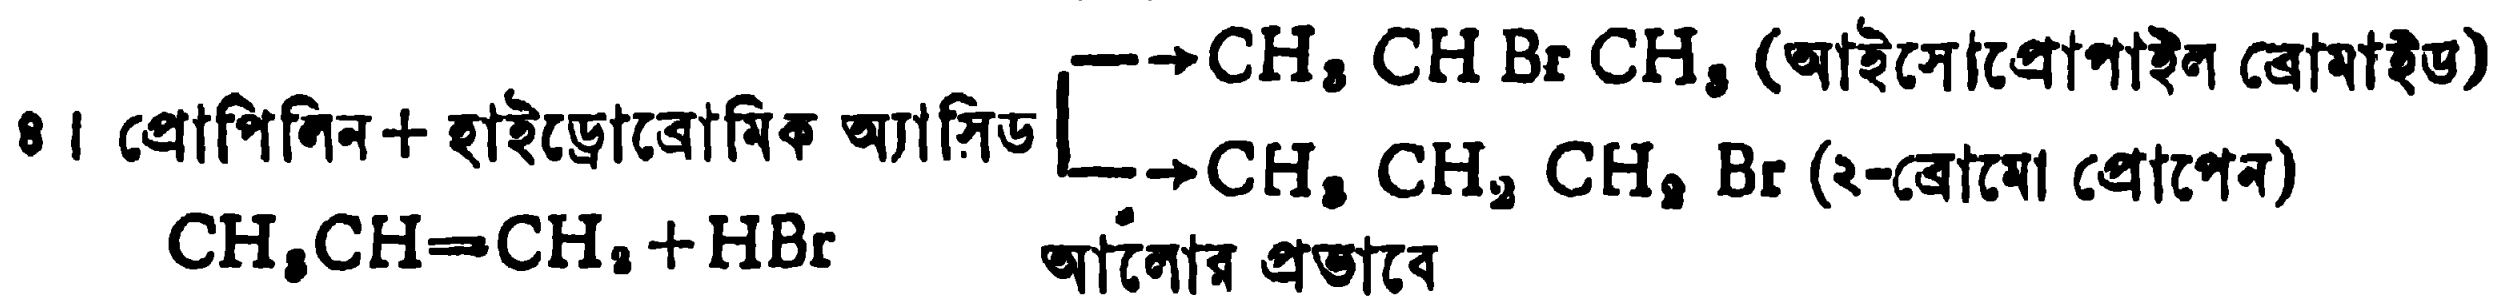 →CH₃ CH Br CH₃ (আইসোপ্রোপাইল ব্রোমাইড)
৪। প্রোপিলিন + হাইড্রোব্রোমিক অ্যাসিড
→CH₃ CH₂ CH₂ Br (২-ব্রোমো প্রোপেন)
CH₃CH=CH₂+HBr আলোর প্রভাবে